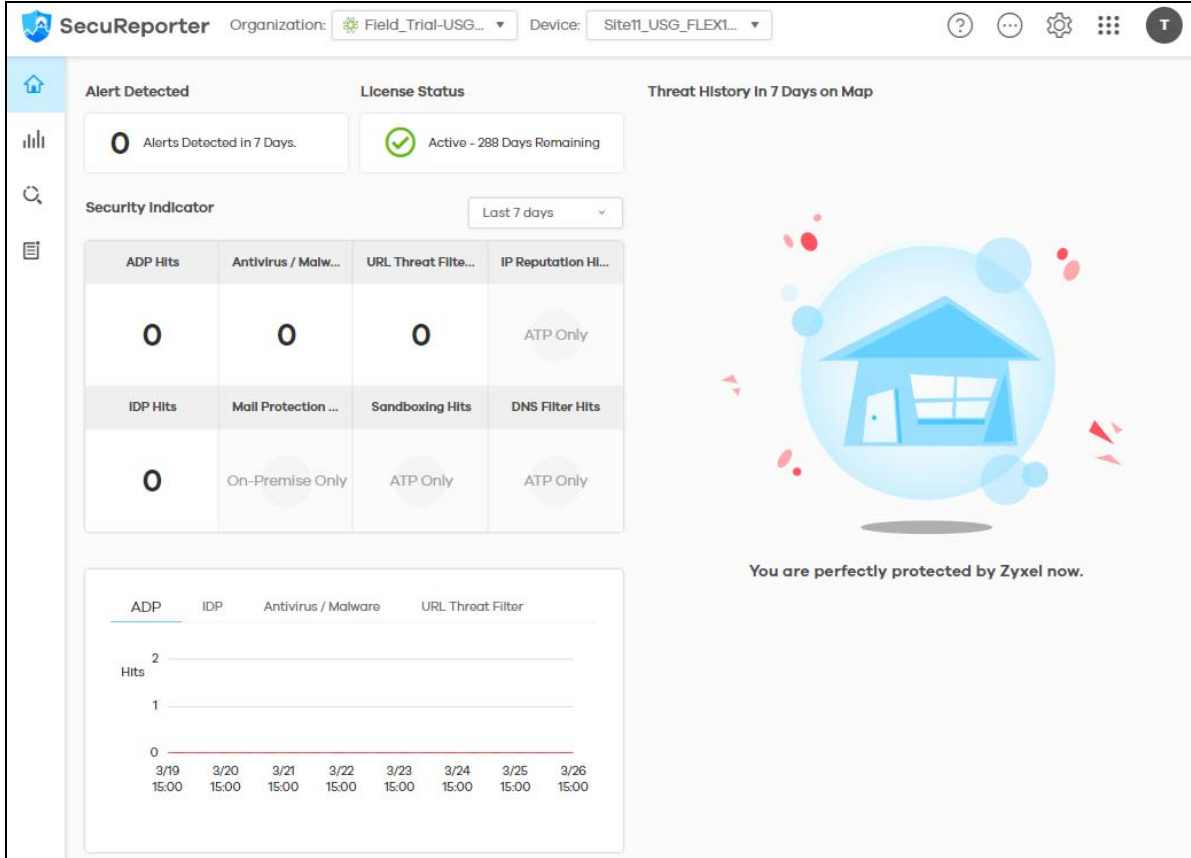 SecuReporter Organization: Field_Trial-USG... Device: Site11_USG_FLEX1... T
Alert Detected
License Status
Threat History in 7 Days on Map
0 Alerts Detected in 7 Days.
Active - 288 Days Remaining
Security Indicator
Last 7 days
ADP Hits Antivirus / Malw... URL Threat Filte... IP Reputation Hi...
0 0 0 ATP Only
IDP Hits Mail Protection ... Sandboxing Hits DNS Filter Hits
0 On-Premise Only ATP Only ATP Only
You are perfectly protected by Zyxel now.
ADP IDP Antivirus / Malware URL Threat Filter
Hits
2
1
0
3/19 3/20 3/21 3/22 3/23 3/24 3/25 3/26
15:00 15:00 15:00 15:00 15:00 15:00 15:00 15:00